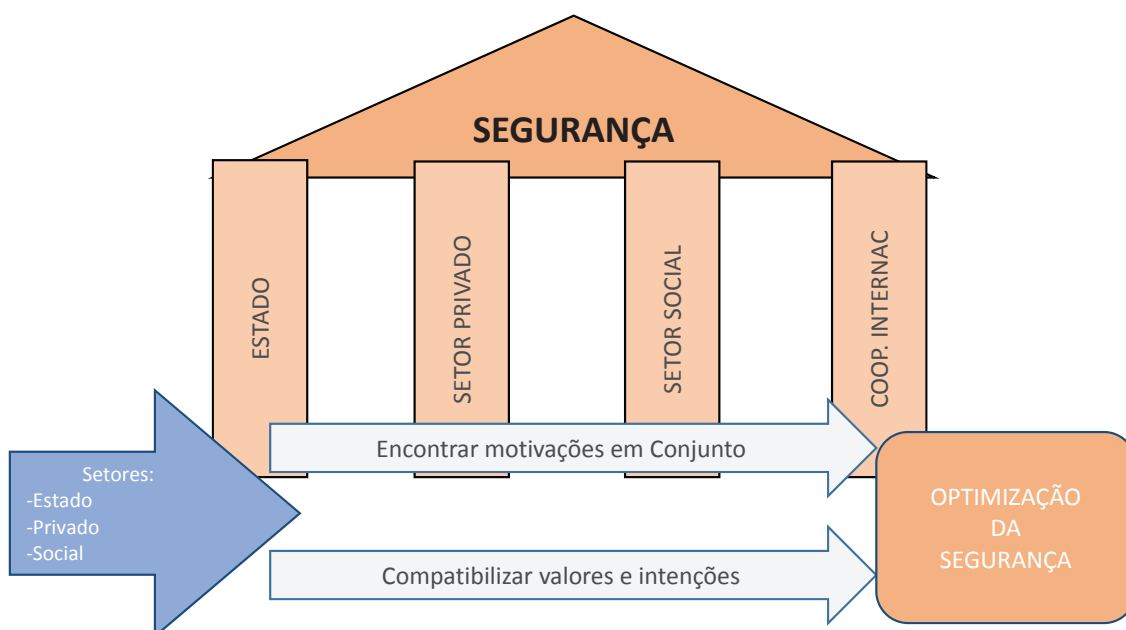 SEGURANÇA
ESTADO
SETOR PRIVADO
SETOR SOCIAL
COOP. INTERNAC
Encontrar motivações em Conjunto
Setores:
-Estado
-Privado
-Social
OPTIMIZAÇÃO
DA
SEGURANÇA
Compatibilizar valores e intenções